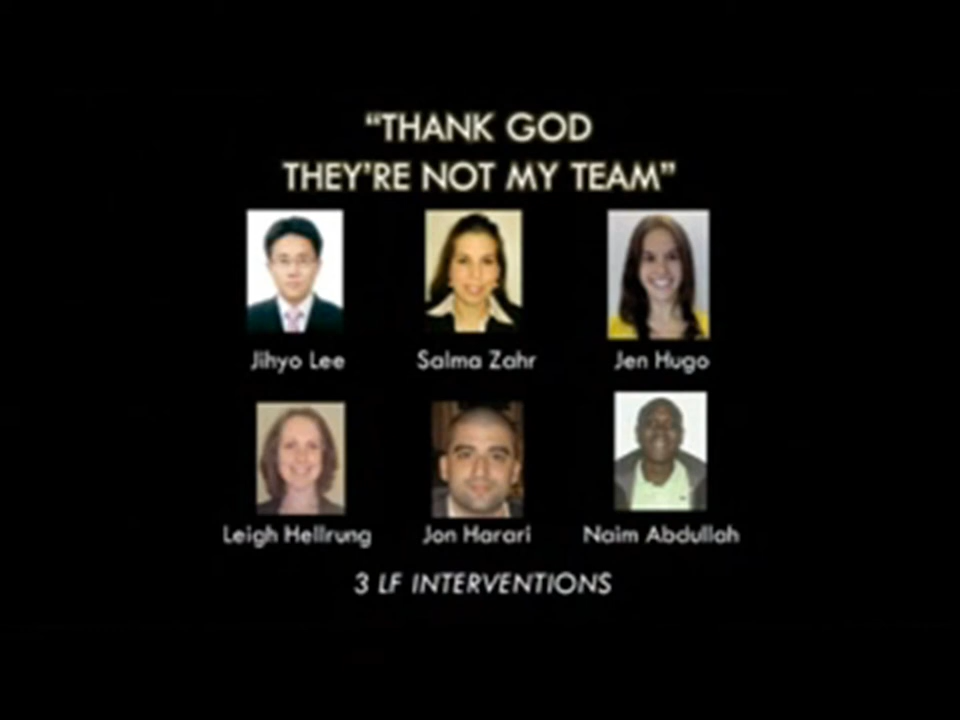 “THANK GOD
THEY’RE NOT MY TEAM”
Jihyo Lee
Salma Zahr
Jen Hugo
Leigh Hellrung
Jon Harari
Naim Abdullah
3 LF INTERVENTIONS